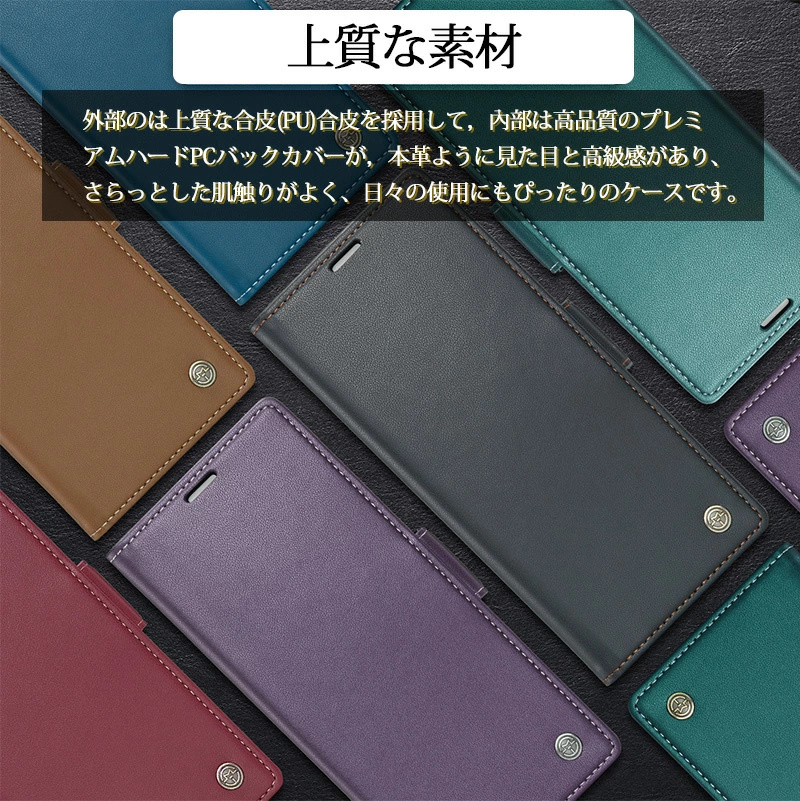 上質な素材
外部のは上質な合皮(PU)合皮を採用して，内部は高品質のプレミ
アムハードPCバックカバーが，本革ように見た目と高級感があり、
さらっとした肌触りがよく、日々の使用にもぴったりのケースです。